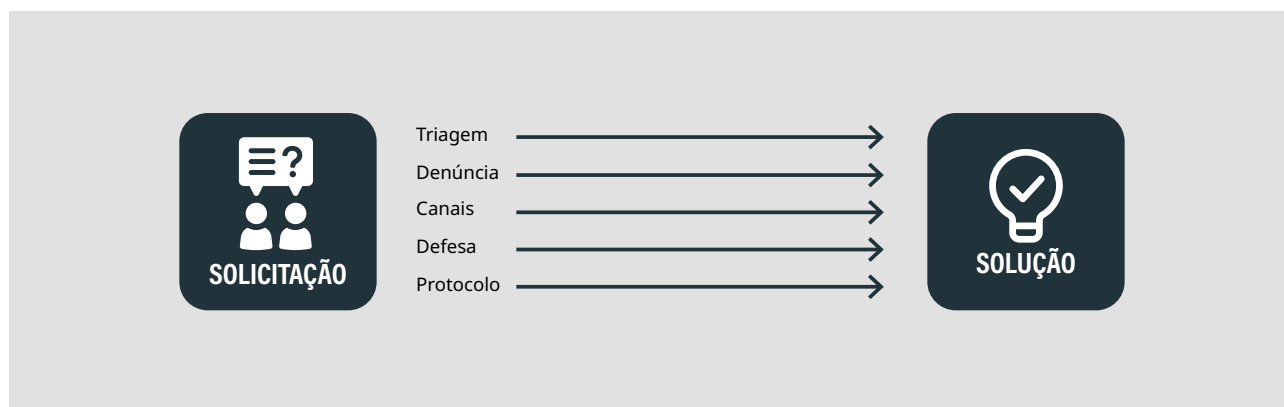 ?
SOLICITAÇÃO
Triagem
Denúncia
Canais
Defesa
Protocolo
SOLUÇÃO